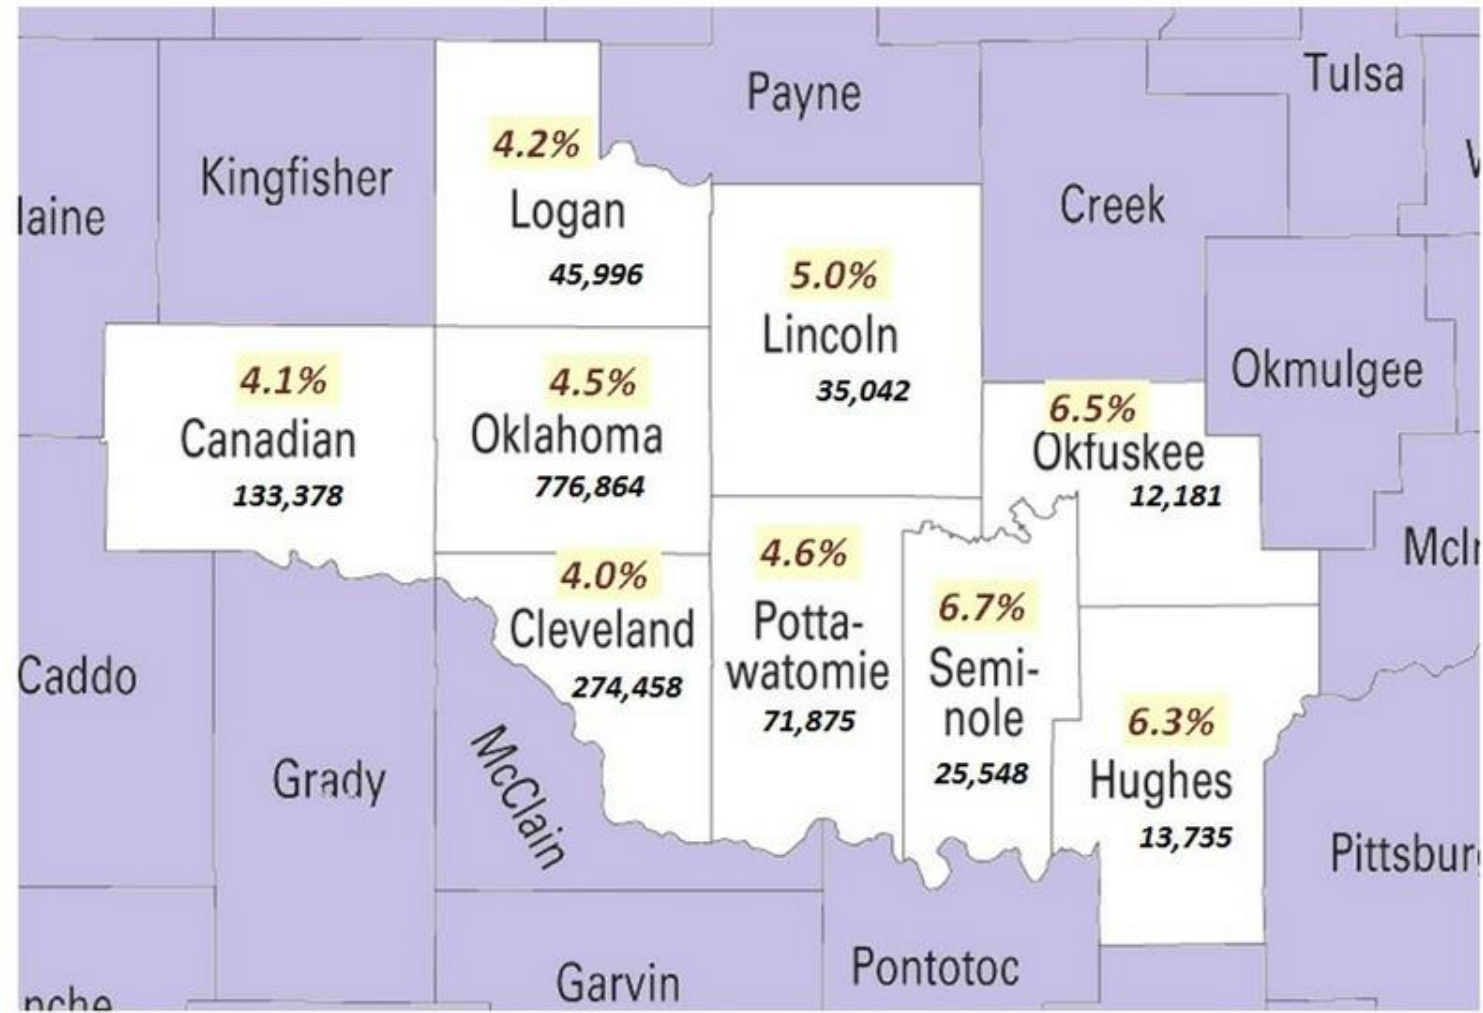 Payne
Tulsa
4.2%
Kingfisher
Logan
45,996
laine
Creek
5.0%
Lincoln
35,042
4.1%
Canadian
133,378
4.5%
Oklahoma
776,864
Okmulgee
6.5%
Okfuskee
12,181
4.0%
Cleveland
274,458
4.6%
Potta-
watomie
71,875
6.7%
Semi-
nole
25,548
McI
Caddo
Grady
McClain
6.3%
Hughes
13,735
Pittsbur
Garvin
Pontotoc
nche